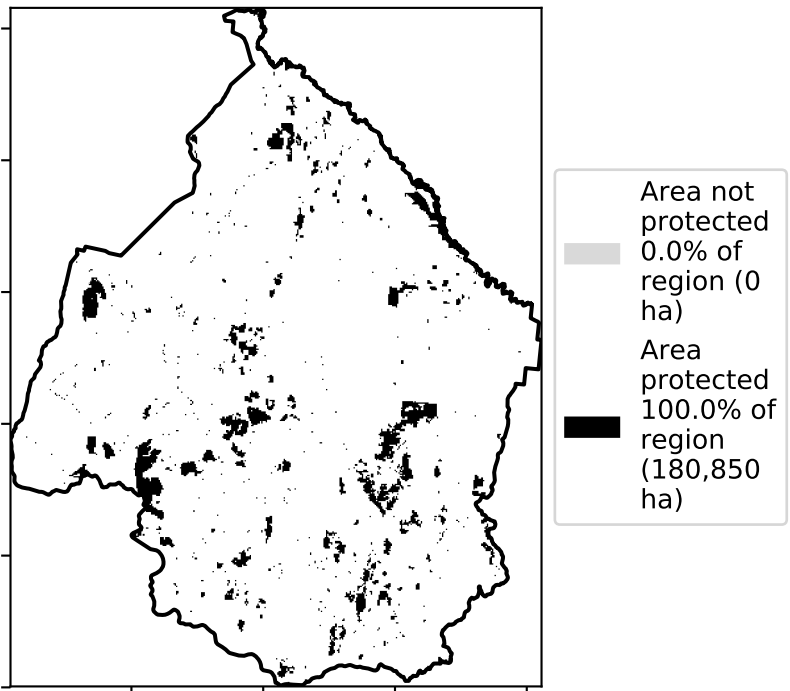 Area not
protected
0.0% of
region (0
ha)
Area
protected
100.0% of
region
(180,850
ha)